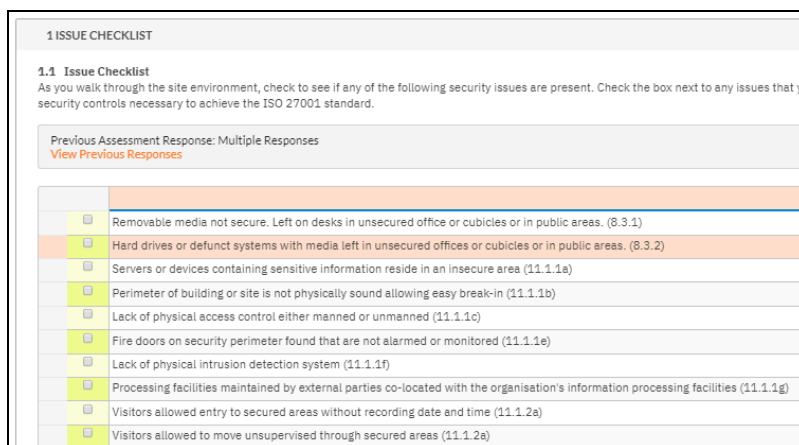 1 ISSUE CHECKLIST
1.1 Issue Checklist
As you walk through the site environment, check to see if any of the following security issues are present. Check the box next to any issues that
security controls necessary to achieve the ISO 27001 standard.
Previous Assessment Response: Multiple Responses
View Previous Responses
Removable media not secure. Left on desks in unsecured office or cubicles or in public areas. (8.3.1)
Hard drives or defunct systems with media left in unsecured offices or cubicles or in public areas. (8.3.2)
Servers or devices containing sensitive information reside in an insecure area (11.1.1a)
Perimeter of building or site is not physically sound allowing easy break-in (11.1.1b)
Lack of physical access control either manned or unmanned (11.1.1c)
Fire doors on security perimeter found that are not alarmed or monitored (11.1.1e)
Lack of physical intrusion detection system (11.1.1f)
Processing facilities maintained by external parties co-located with the organisation's information processing facilities (11.1.1g)
Visitors allowed entry to secured areas without recording date and time (11.1.2a)
Visitors allowed to move unsupervised through secured areas (11.1.2a)